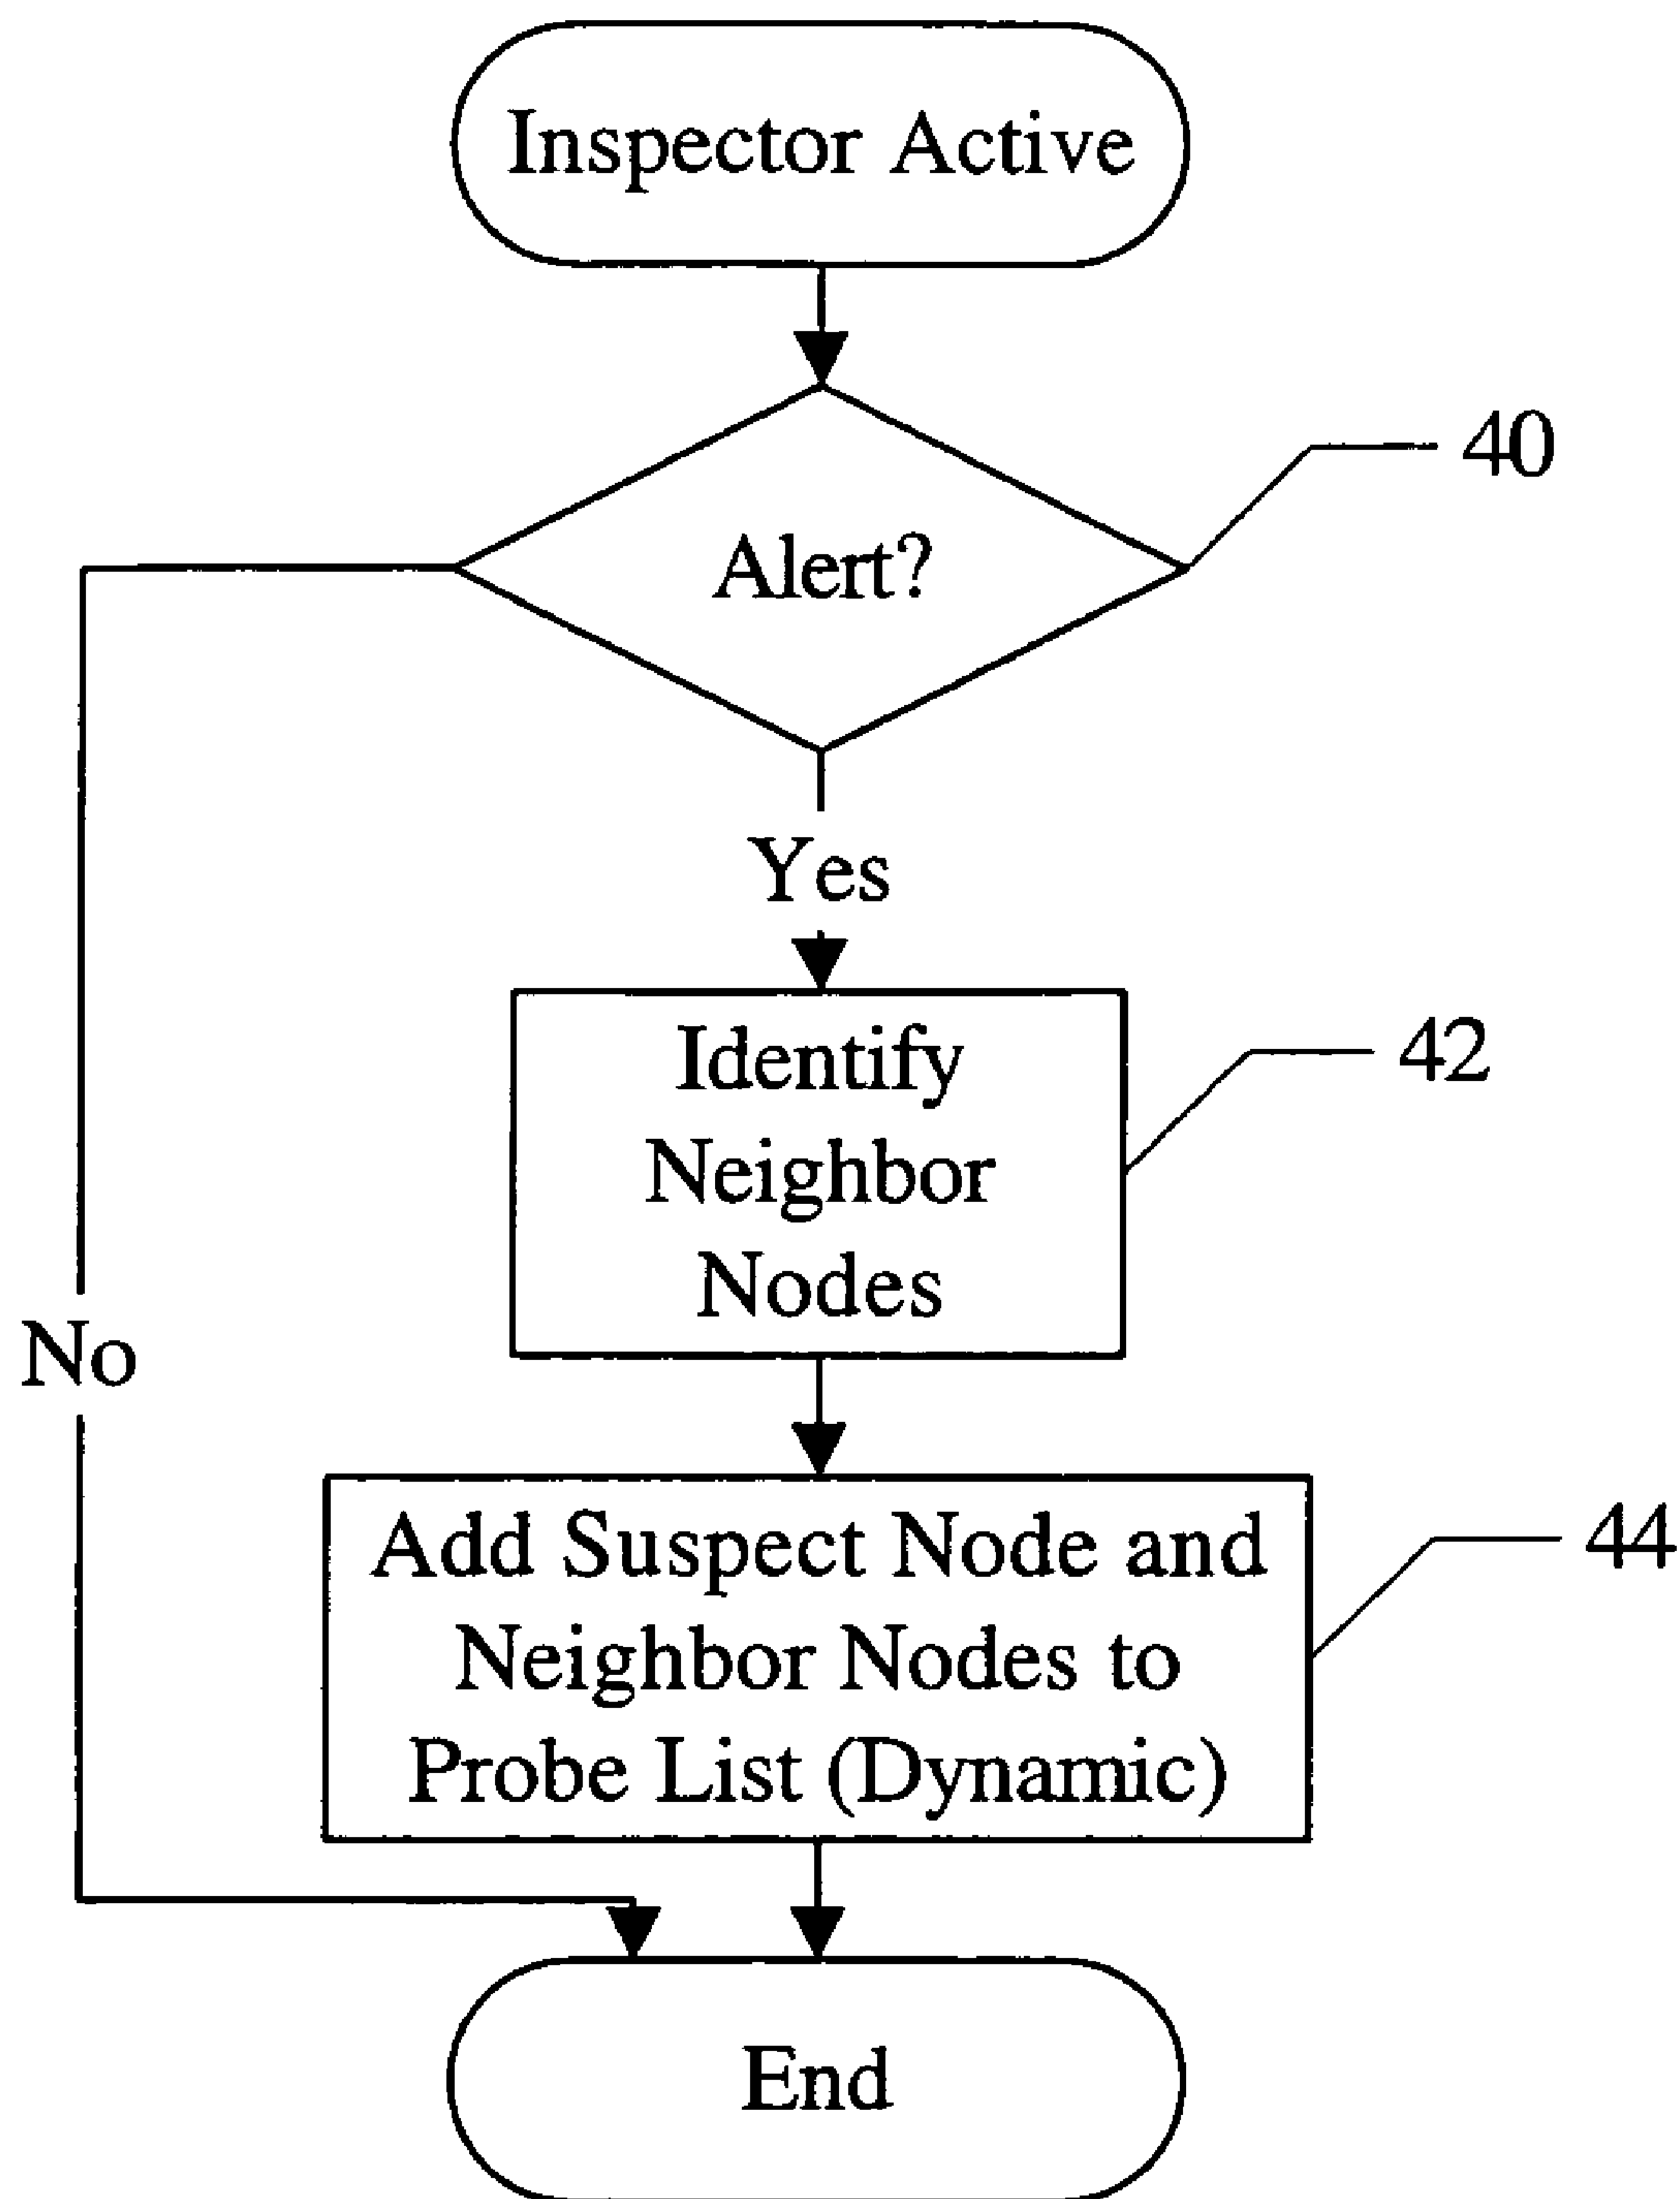 Inspector Active
40
Alert?
Yes
Identify
42
Neighbor
Nodes
No
Add Suspect Node and
44
Neighbor Nodes to
Probe List (Dynamic)
End